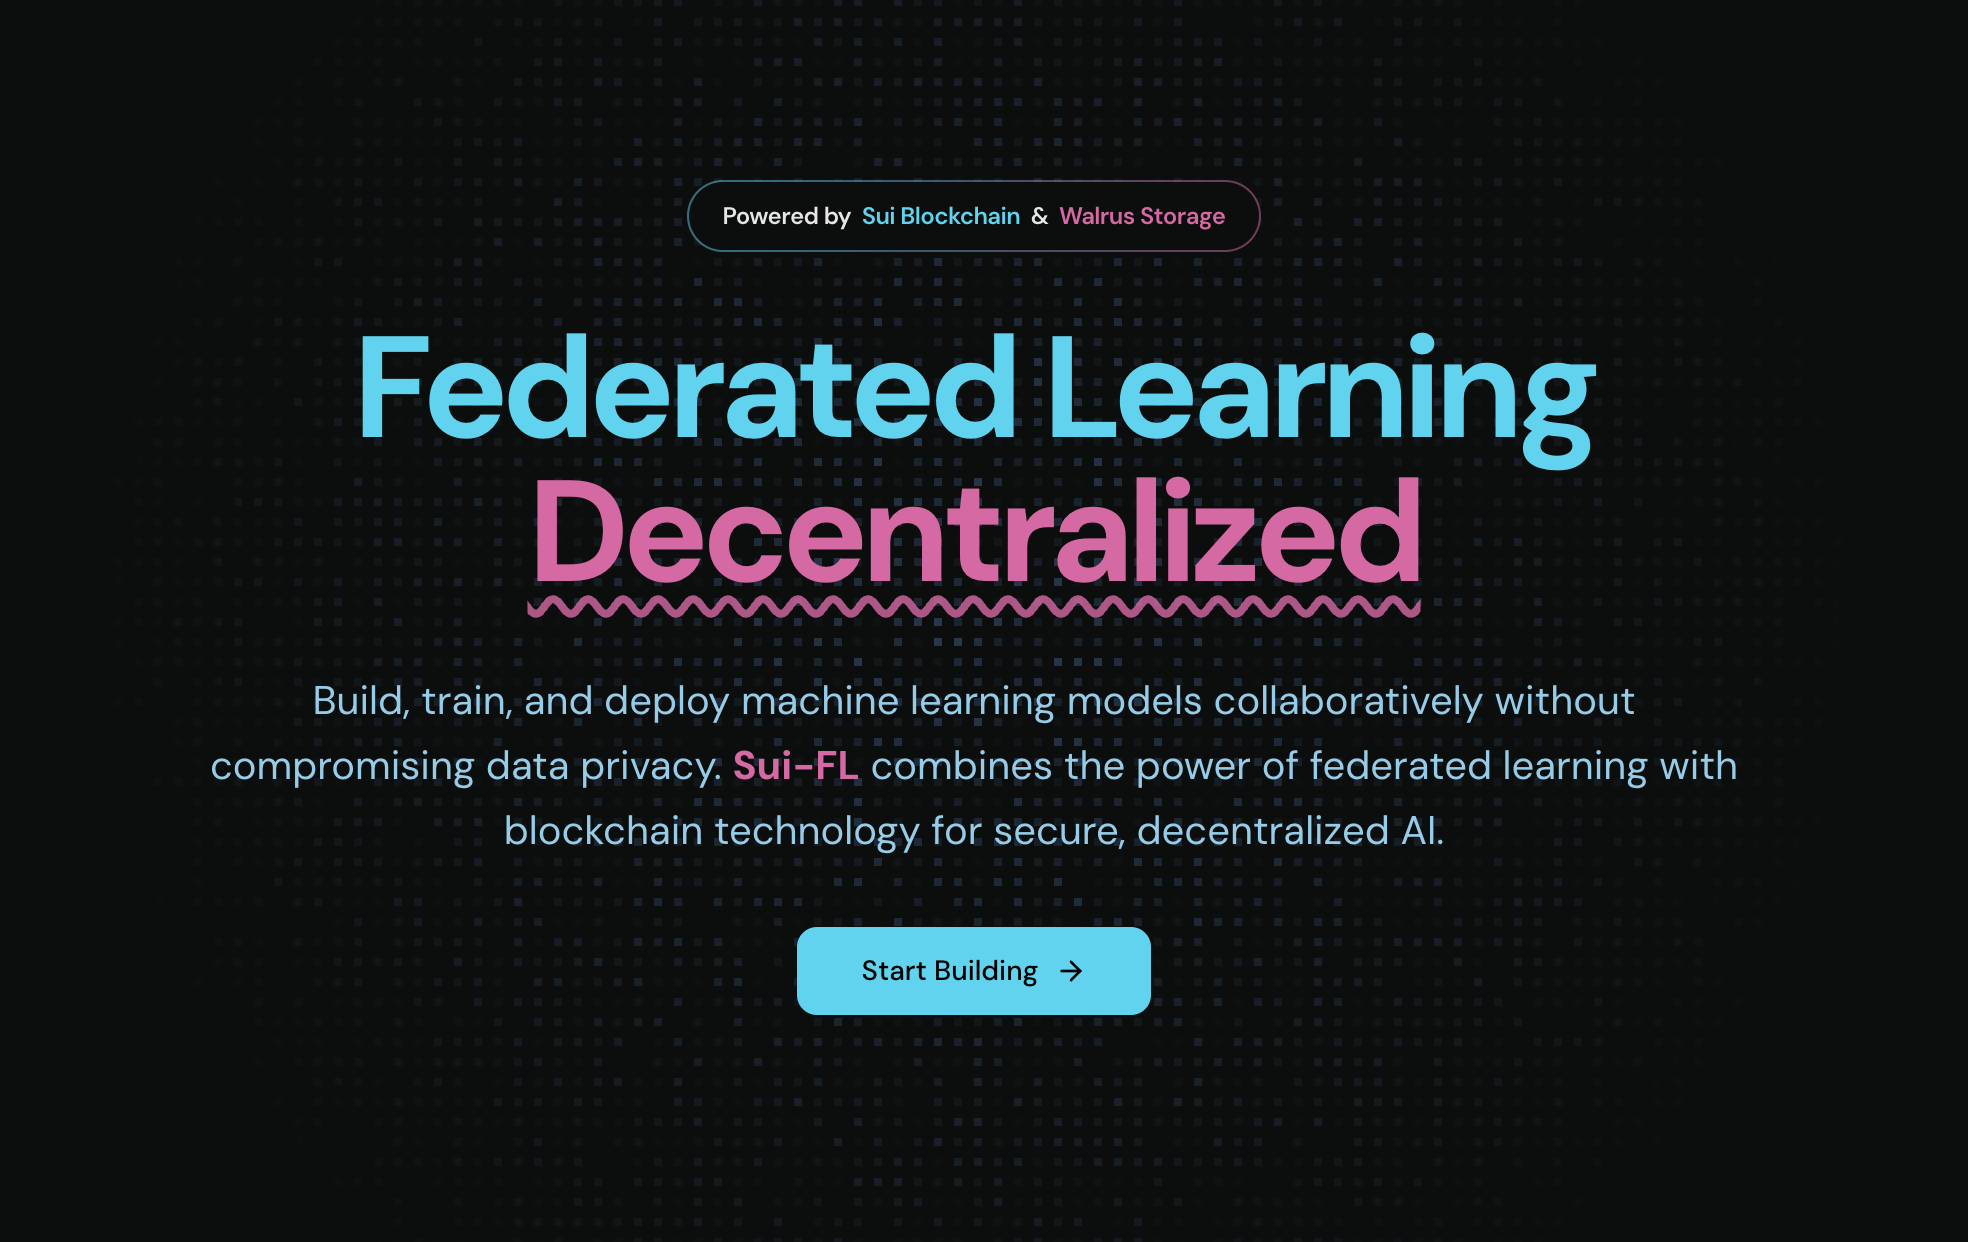 Powered by Sui Blockchain & Walrus Storage
Federated Learning
Decentralized
Build, train, and deploy machine learning models collaboratively without
compromising data privacy. Sui-FL combines the power of federated learning with
blockchain technology for secure, decentralized AI.
Start Building →